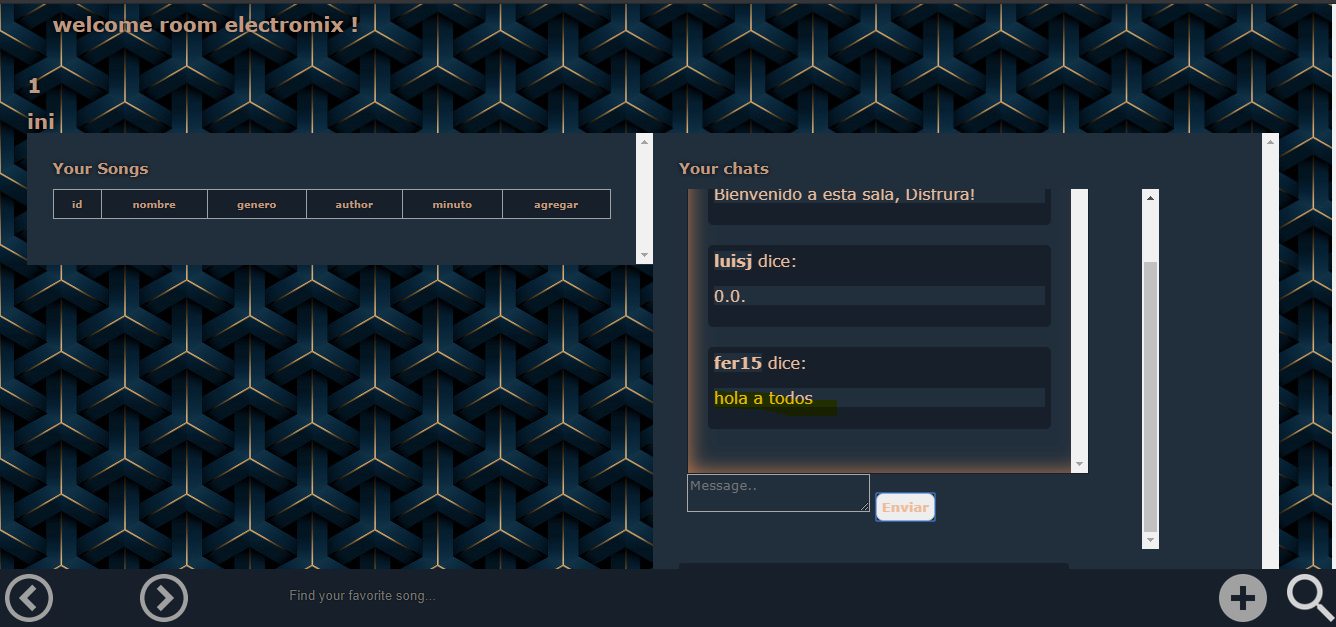 welcome room electromix !
1
ini
Your Songs
id nombre genero author minuto agregar
Your chats
Bienvenido a esta sala, Disfrura!
luisj dice:
0.0.
fer15 dice:
hola a todos
Message..
Enviar
Find your favorite song...